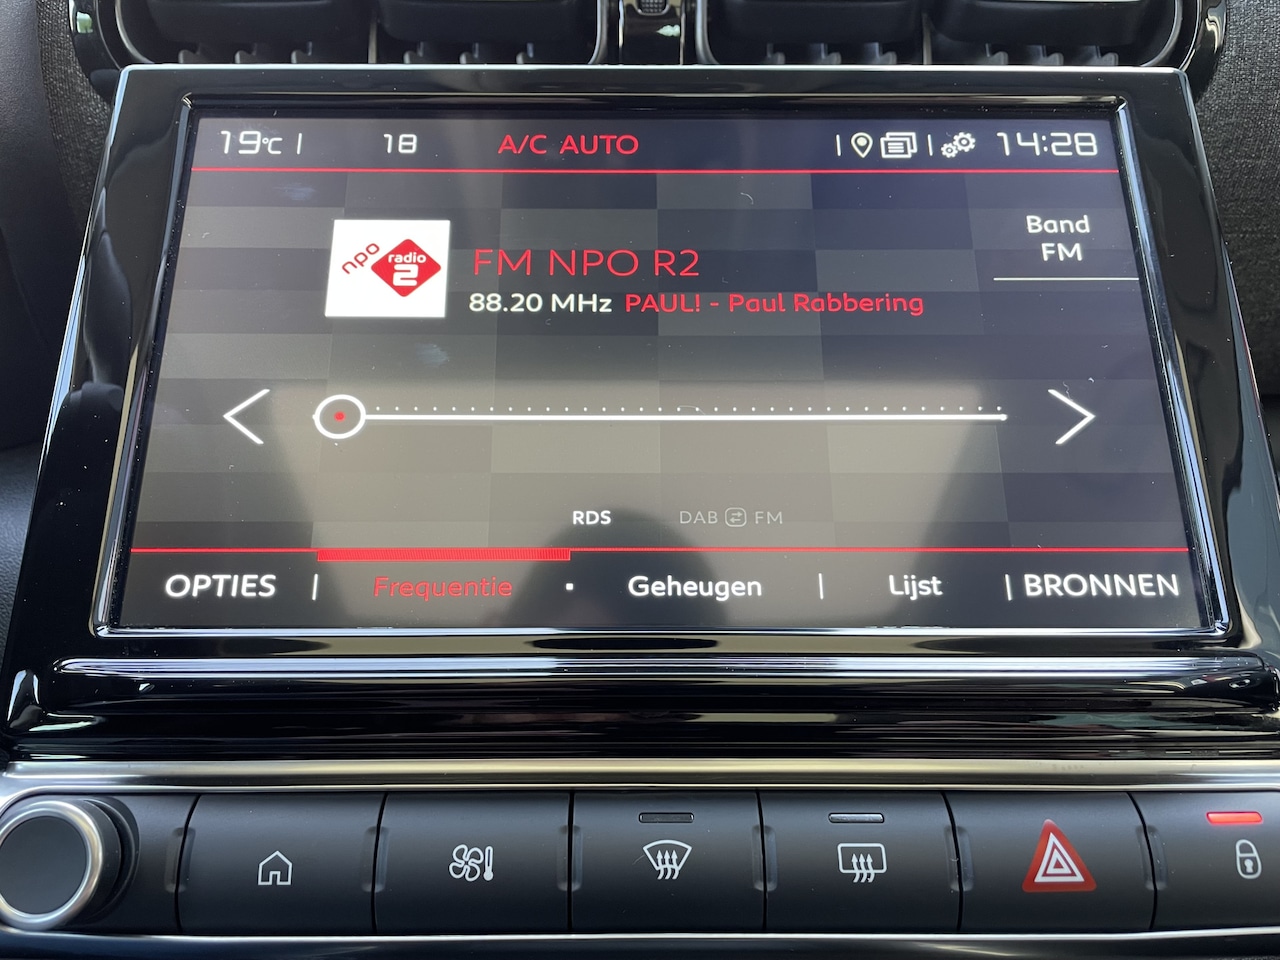 19°C | 18 A/C AUTO | | 14:28
Band
FM
npo radio 2
FM NPO R2
88.20 MHz PAUL! - Paul Rabbering
RDS DAB FM
OPTIES | Frequentie · Geheugen | Lijst | BRONNEN